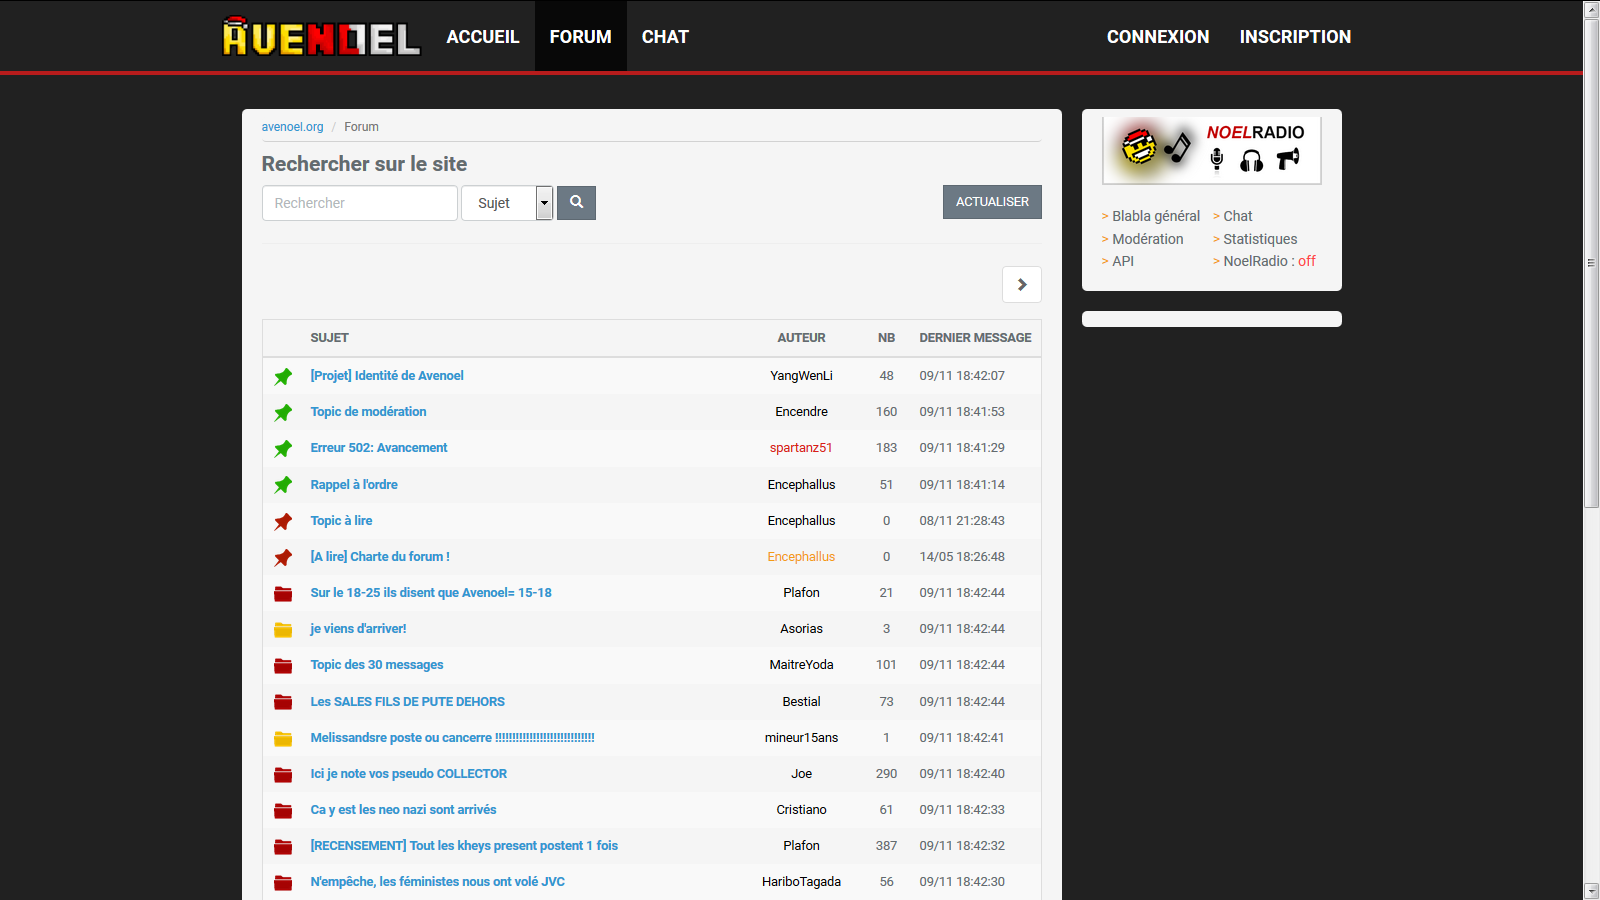 AVENOEL ACCUEIL FORUM CHAT CONNEXION INSCRIPTION
avenoel.org / Forum
Rechercher sur le site
Rechercher Sujet ACTUALISER
SUJET AUTEUR NB DERNIER MESSAGE
[Projet] Identité de Avenoel YangWenLi 48 09/11 18:42:07
Topic de modération Encendre 160 09/11 18:41:53
Erreur 502: Avancement spartanz51 183 09/11 18:41:29
Rappel à l'ordre Encephallus 51 09/11 18:41:14
Topic à lire Encephallus 0 08/11 21:28:43
[A lire] Charte du forum ! Encephallus 0 14/05 18:26:48
Sur le 18-25 ils disent que Avenoel= 15-18 Plafon 21 09/11 18:42:44
je viens d'arriver! Asorias 3 09/11 18:42:44
Topic des 30 messages MaitreYoda 101 09/11 18:42:44
Les SALES FILS DE PUTE DEHORS Bestial 73 09/11 18:42:44
Melissandsre poste ou cancerre !!!!!!!!!!!!!!!!!!!!!!!!!!!!! mineur15ans 1 09/11 18:42:41
Ici je note vos pseudo COLLECTOR Joe 290 09/11 18:42:40
Ca y est les neo nazi sont arrivés Cristiano 61 09/11 18:42:33
[RECENSEMENT] Tout les kheys present postent 1 fois Plafon 387 09/11 18:42:32
N'empêche, les féministes nous ont volé JVC HariboTagada 56 09/11 18:42:30
NOELRADIO
> Blabla général > Chat
> Modération > Statistiques
> API > NoelRadio : off